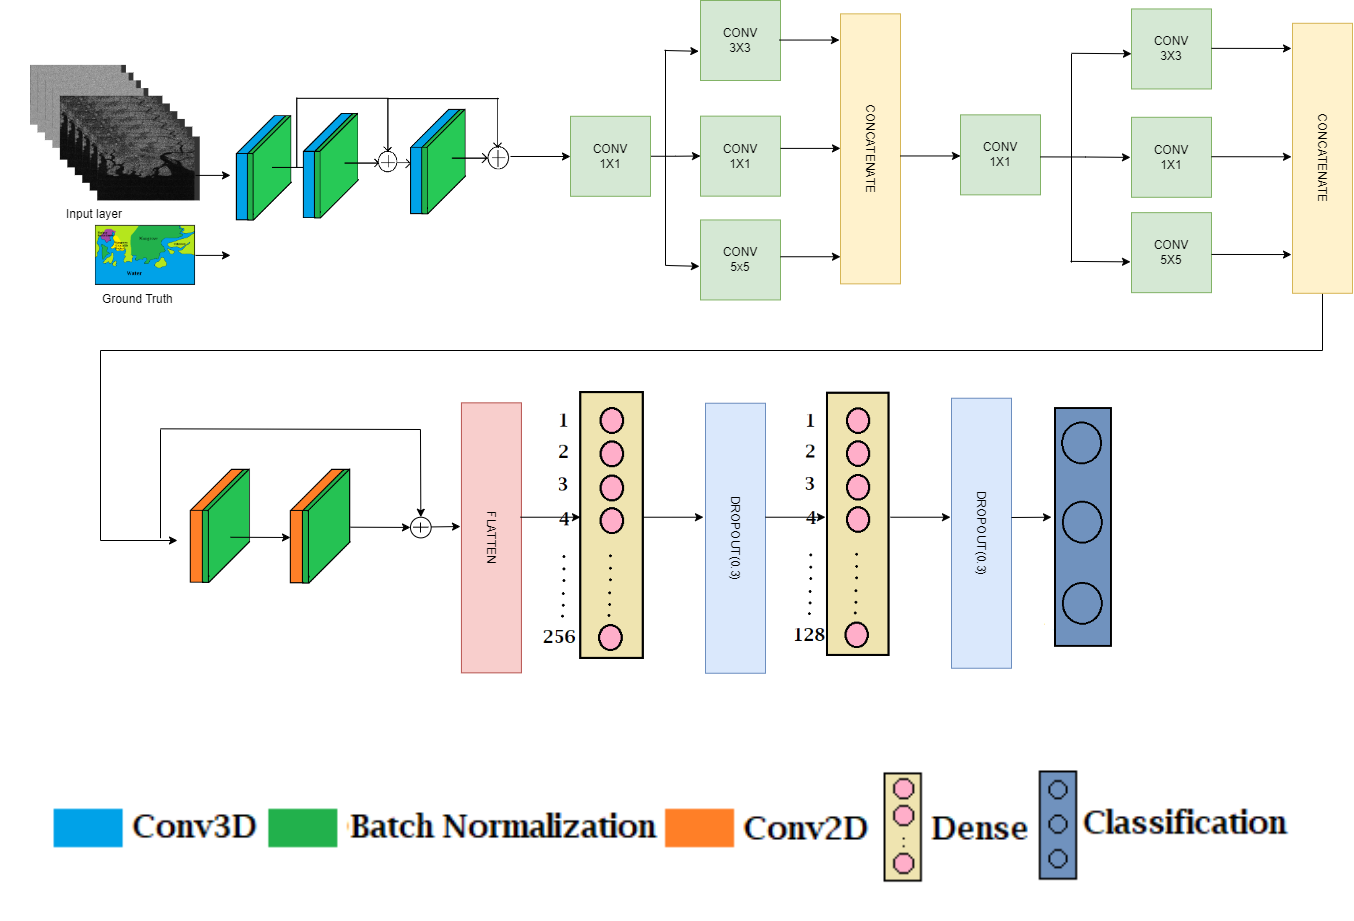 CONV
3X3
CONV
3X3
CONV
1X1
CONV
1X1
CONCATENATE
CONV
1X1
CONV
1X1
CONCATENATE
CONV
5x5
CONV
5X5
Input layer
Water
Ground Truth
FLATTEN
1
2
3
4
256
DROPOUT(0.3)
1
2
3
4
128
DROPOUT(0.3)
Conv3D
Batch Normalization
Conv2D
Dense
Classification